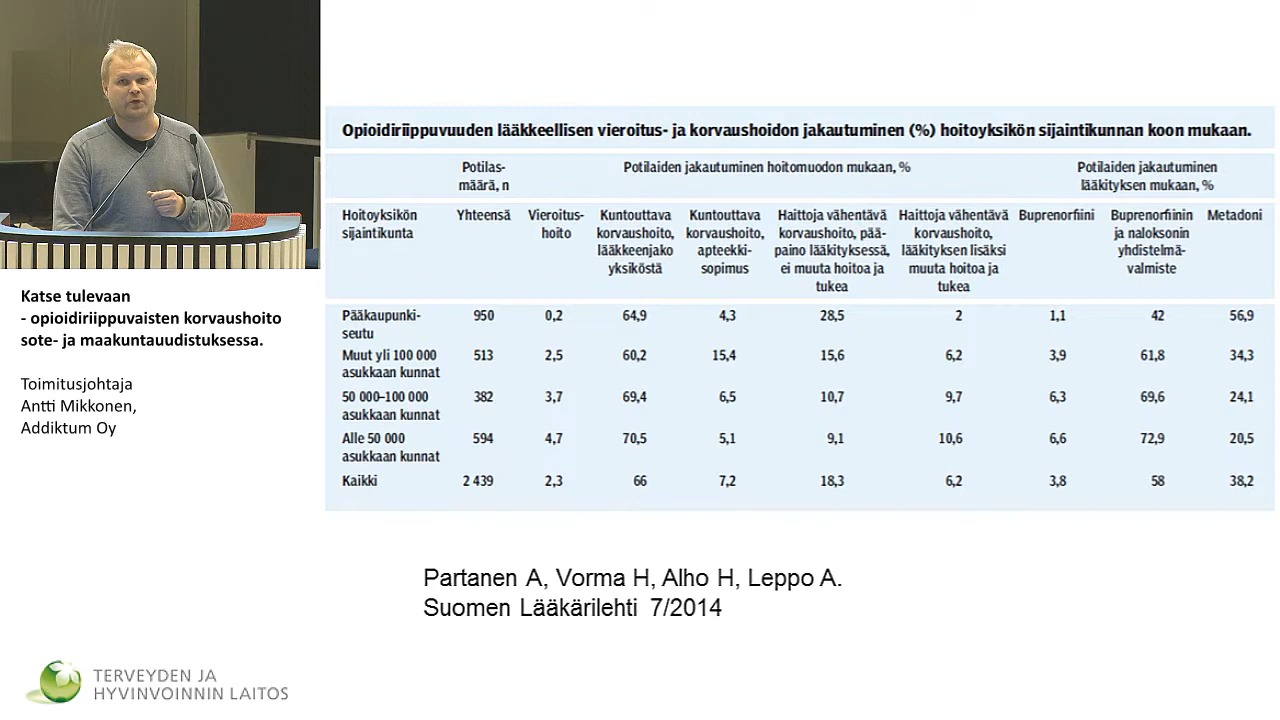 Katse tulevaan
- opioidiriippuvaisten korvaushoito
sote- ja maakuntauudistuksessa.
Toimitusjohtaja
Antti Mikkonen,
Addiktum Oy
Opioidiriippuvuuden lääkkeellisen vieroitus- ja korvaushoidon jakautuminen (%) hoitoyksikön sijaintikunnan koon mukaan.
Potilas-
määrä, n
Potilaiden jakautuminen hoitomuodon mukaan, %
Potilaiden jakautuminen
lääkityksen mukaan, %
Hoitoyksikön
sijaintikunta
Yhteensä
Vieroitus-
hoito
Kuntouttava
korvaushoito,
lääkkeenjako
yksiköstä
Kuntouttava
korvaushoito,
apteekki-
sopimus
Haittoja vähentävä
korvaushoito, pää-
paino lääkityksessä,
ei muuta hoitoa ja
tukea
Haittoja vähentävä
korvaushoito,
lääkityksen lisäksi
muuta hoitoa ja
tukea
Buprenorfiini
Buprenorfiinin
ja naloksonin
yhdistelmä-
valmiste
Metadoni
Pääkaupunki- 950 0,2 64,9 4,3 28,5 2 1,1 42 56,9
seutu
Muut yli 100 000 513 2,5 60,2 15,4 15,6 6,2 3,9 61,8 34,3
asukkaan kunnat
50 000–100 000 382 3,7 69,4 6,5 10,7 9,7 6,3 69,6 24,1
asukkaan kunnat
Alle 50 000 594 4,7 70,5 5,1 9,1 10,6 6,6 72,9 20,5
asukkaan kunnat
Kaikki 2 439 2,3 66 7,2 18,3 6,2 3,8 58 38,2
Partanen A, Vorma H, Alho H, Leppo A.
Suomen Lääkärilehti 7/2014
TERVEYDEN JA
HYVINVOINNIN LAITOS